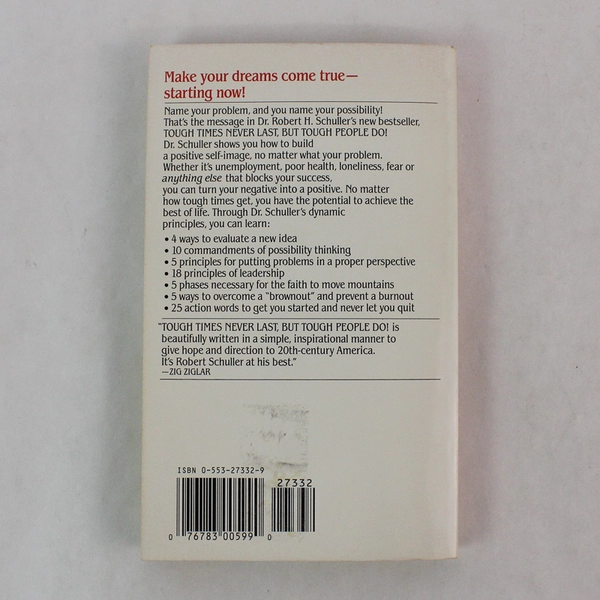 Make your dreams come true—
starting now!
Name your problem, and you name your possibility!
That's the message in Dr. Robert H. Schuller's new bestseller,
TOUGH TIMES NEVER LAST, BUT TOUGH PEOPLE DO!
Dr. Schuller shows you how to build
a positive self-image, no matter what your problem.
Whether it's unemployment, poor health, loneliness, fear or
anything else that blocks your success,
you can turn your negative into a positive. No matter
how tough times get, you have the potential to achieve the
best of life. Through Dr. Schuller's dynamic
principles, you can learn:
• 4 ways to evaluate a new idea
• 10 commandments of possibility thinking
• 5 principles for putting problems in a proper perspective
• 18 principles of leadership
• 5 phases necessary for the faith to move mountains
• 5 ways to overcome a "brownout" and prevent a burnout
• 25 action words to get you started and never let you quit
"TOUGH TIMES NEVER LAST, BUT TOUGH PEOPLE DO! is
beautifully written in a simple, inspirational manner to
give hope and direction to 20th-century America.
It's Robert Schuller at his best."
—ZIG ZIGLAR
ISBN 0-553-27332-9
27332
0 76783 00599 0